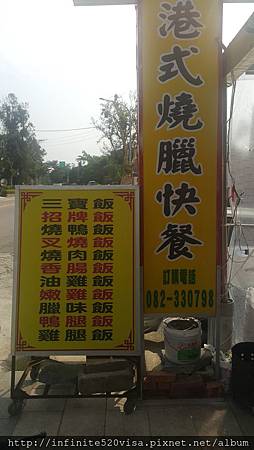 港式燒臘快餐
訂購電話
082-330798
三寶飯
招牌飯
燒鴨飯
叉燒飯
燒肉飯
香腸飯
油雞飯
嫩雞飯
臘味飯
鴨腿飯
雞腿飯
http://infinite520visa.pixnet.net/album